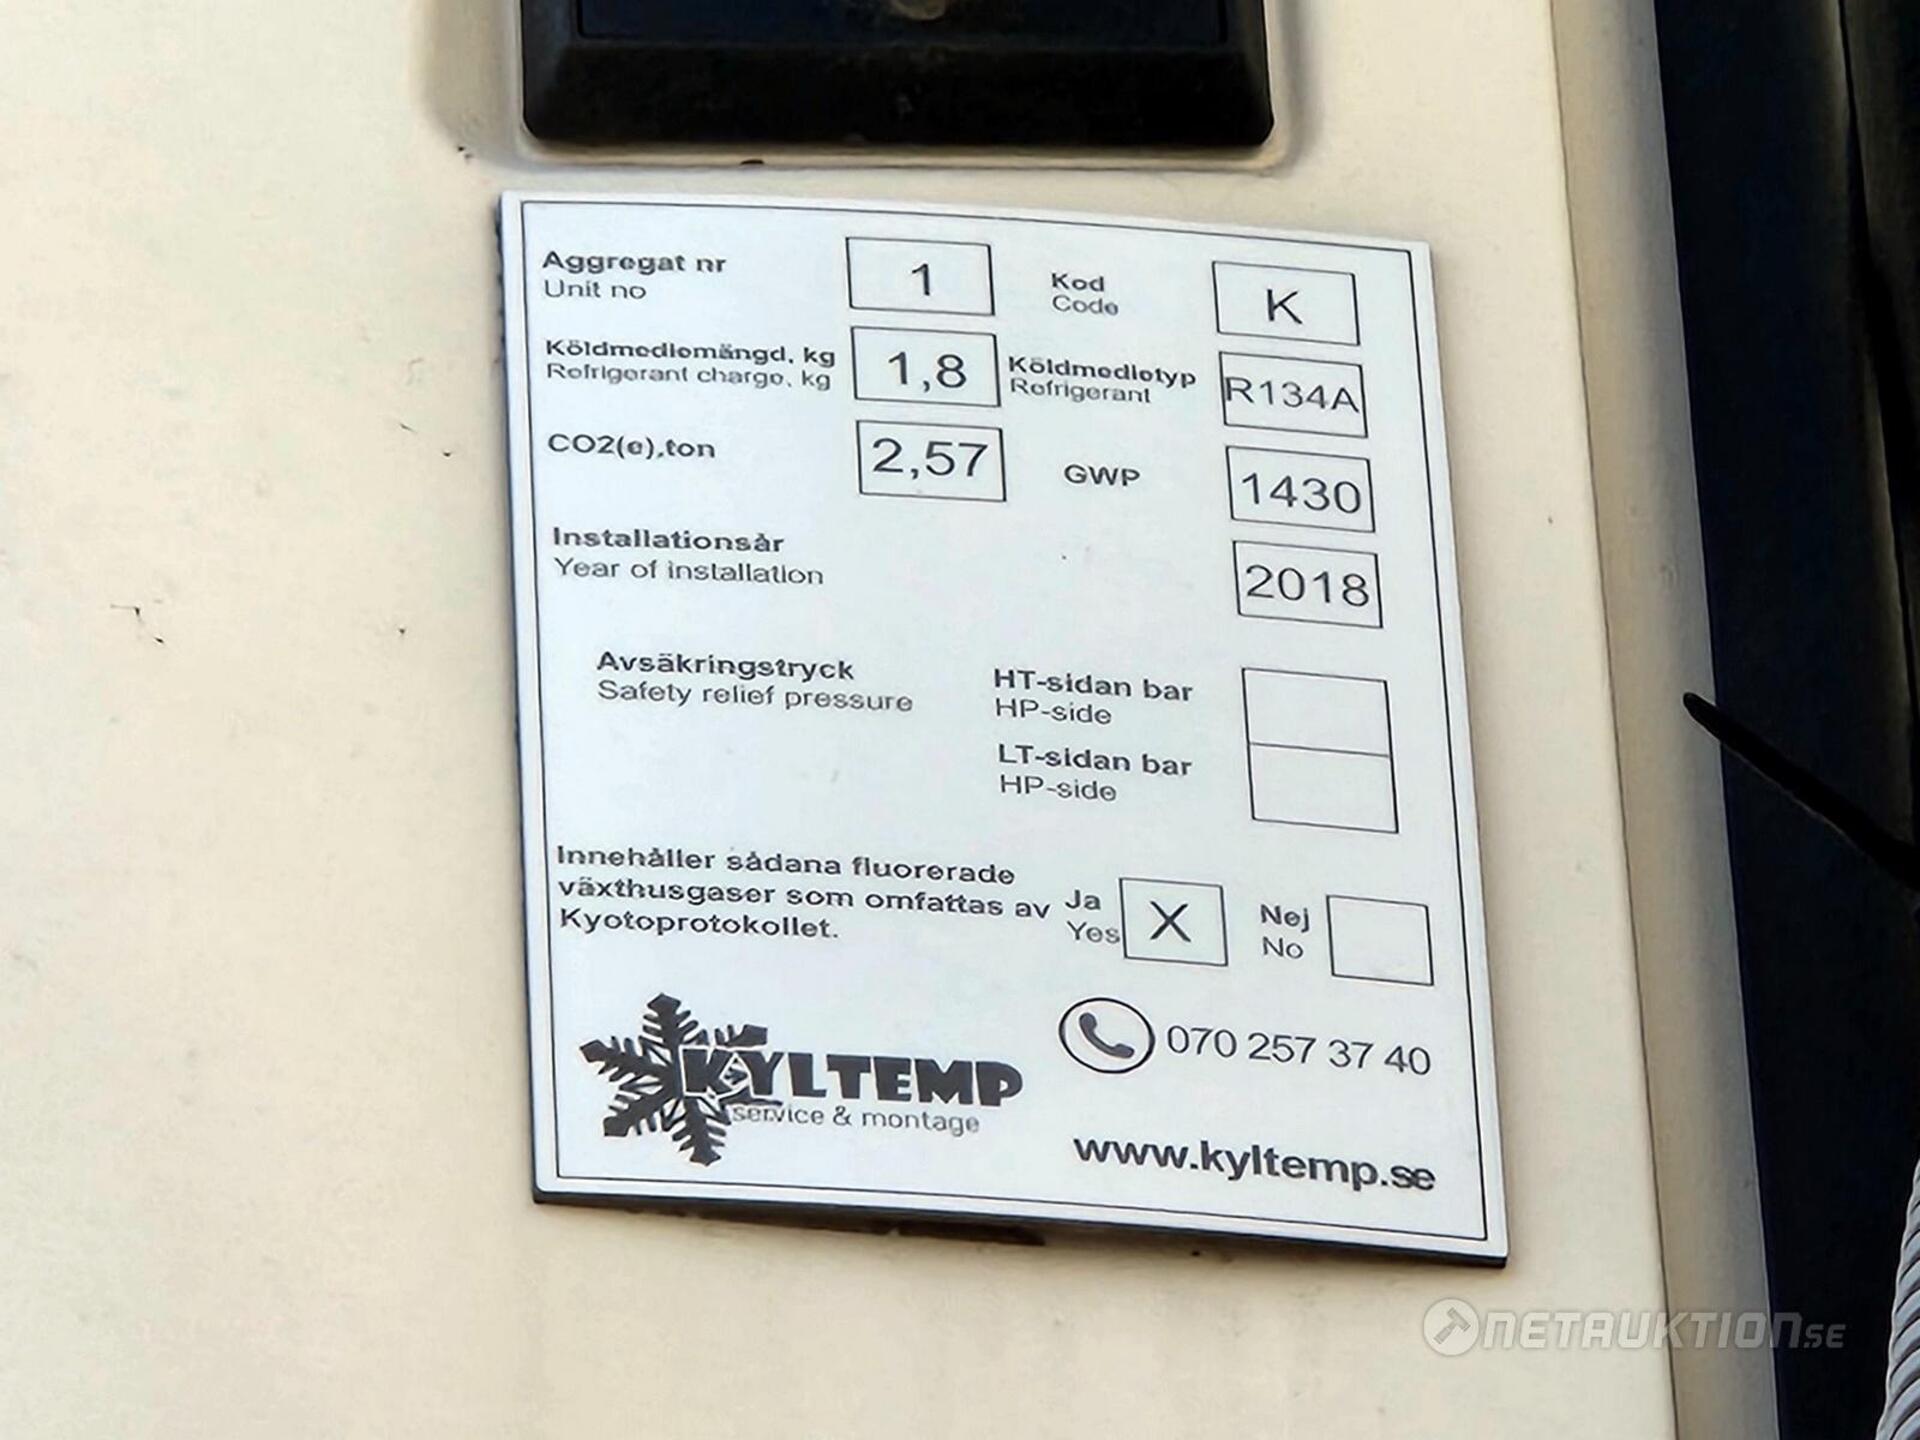 Aggregat nr 1 Kod K
Unit no Code
Köldmediemängd, kg 1,8 Köldmedietyp R134A
Refrigerant charge, kg Refrigerant
CO2(e),ton 2,57 GWP 1430
Installationsår 2018
Year of installation
Avsäkringstryck HT-sidan bar
Safety relief pressure HP-side
LT-sidan bar
HP-side
Innehåller sådana fluorerade
växthusgaser som omfattas av Ja X Nej
Kyotoprotokollet. Yes No
KYLTEMP 070 257 37 40
service & montage
www.kyltemp.se
NETAUKTION.SE